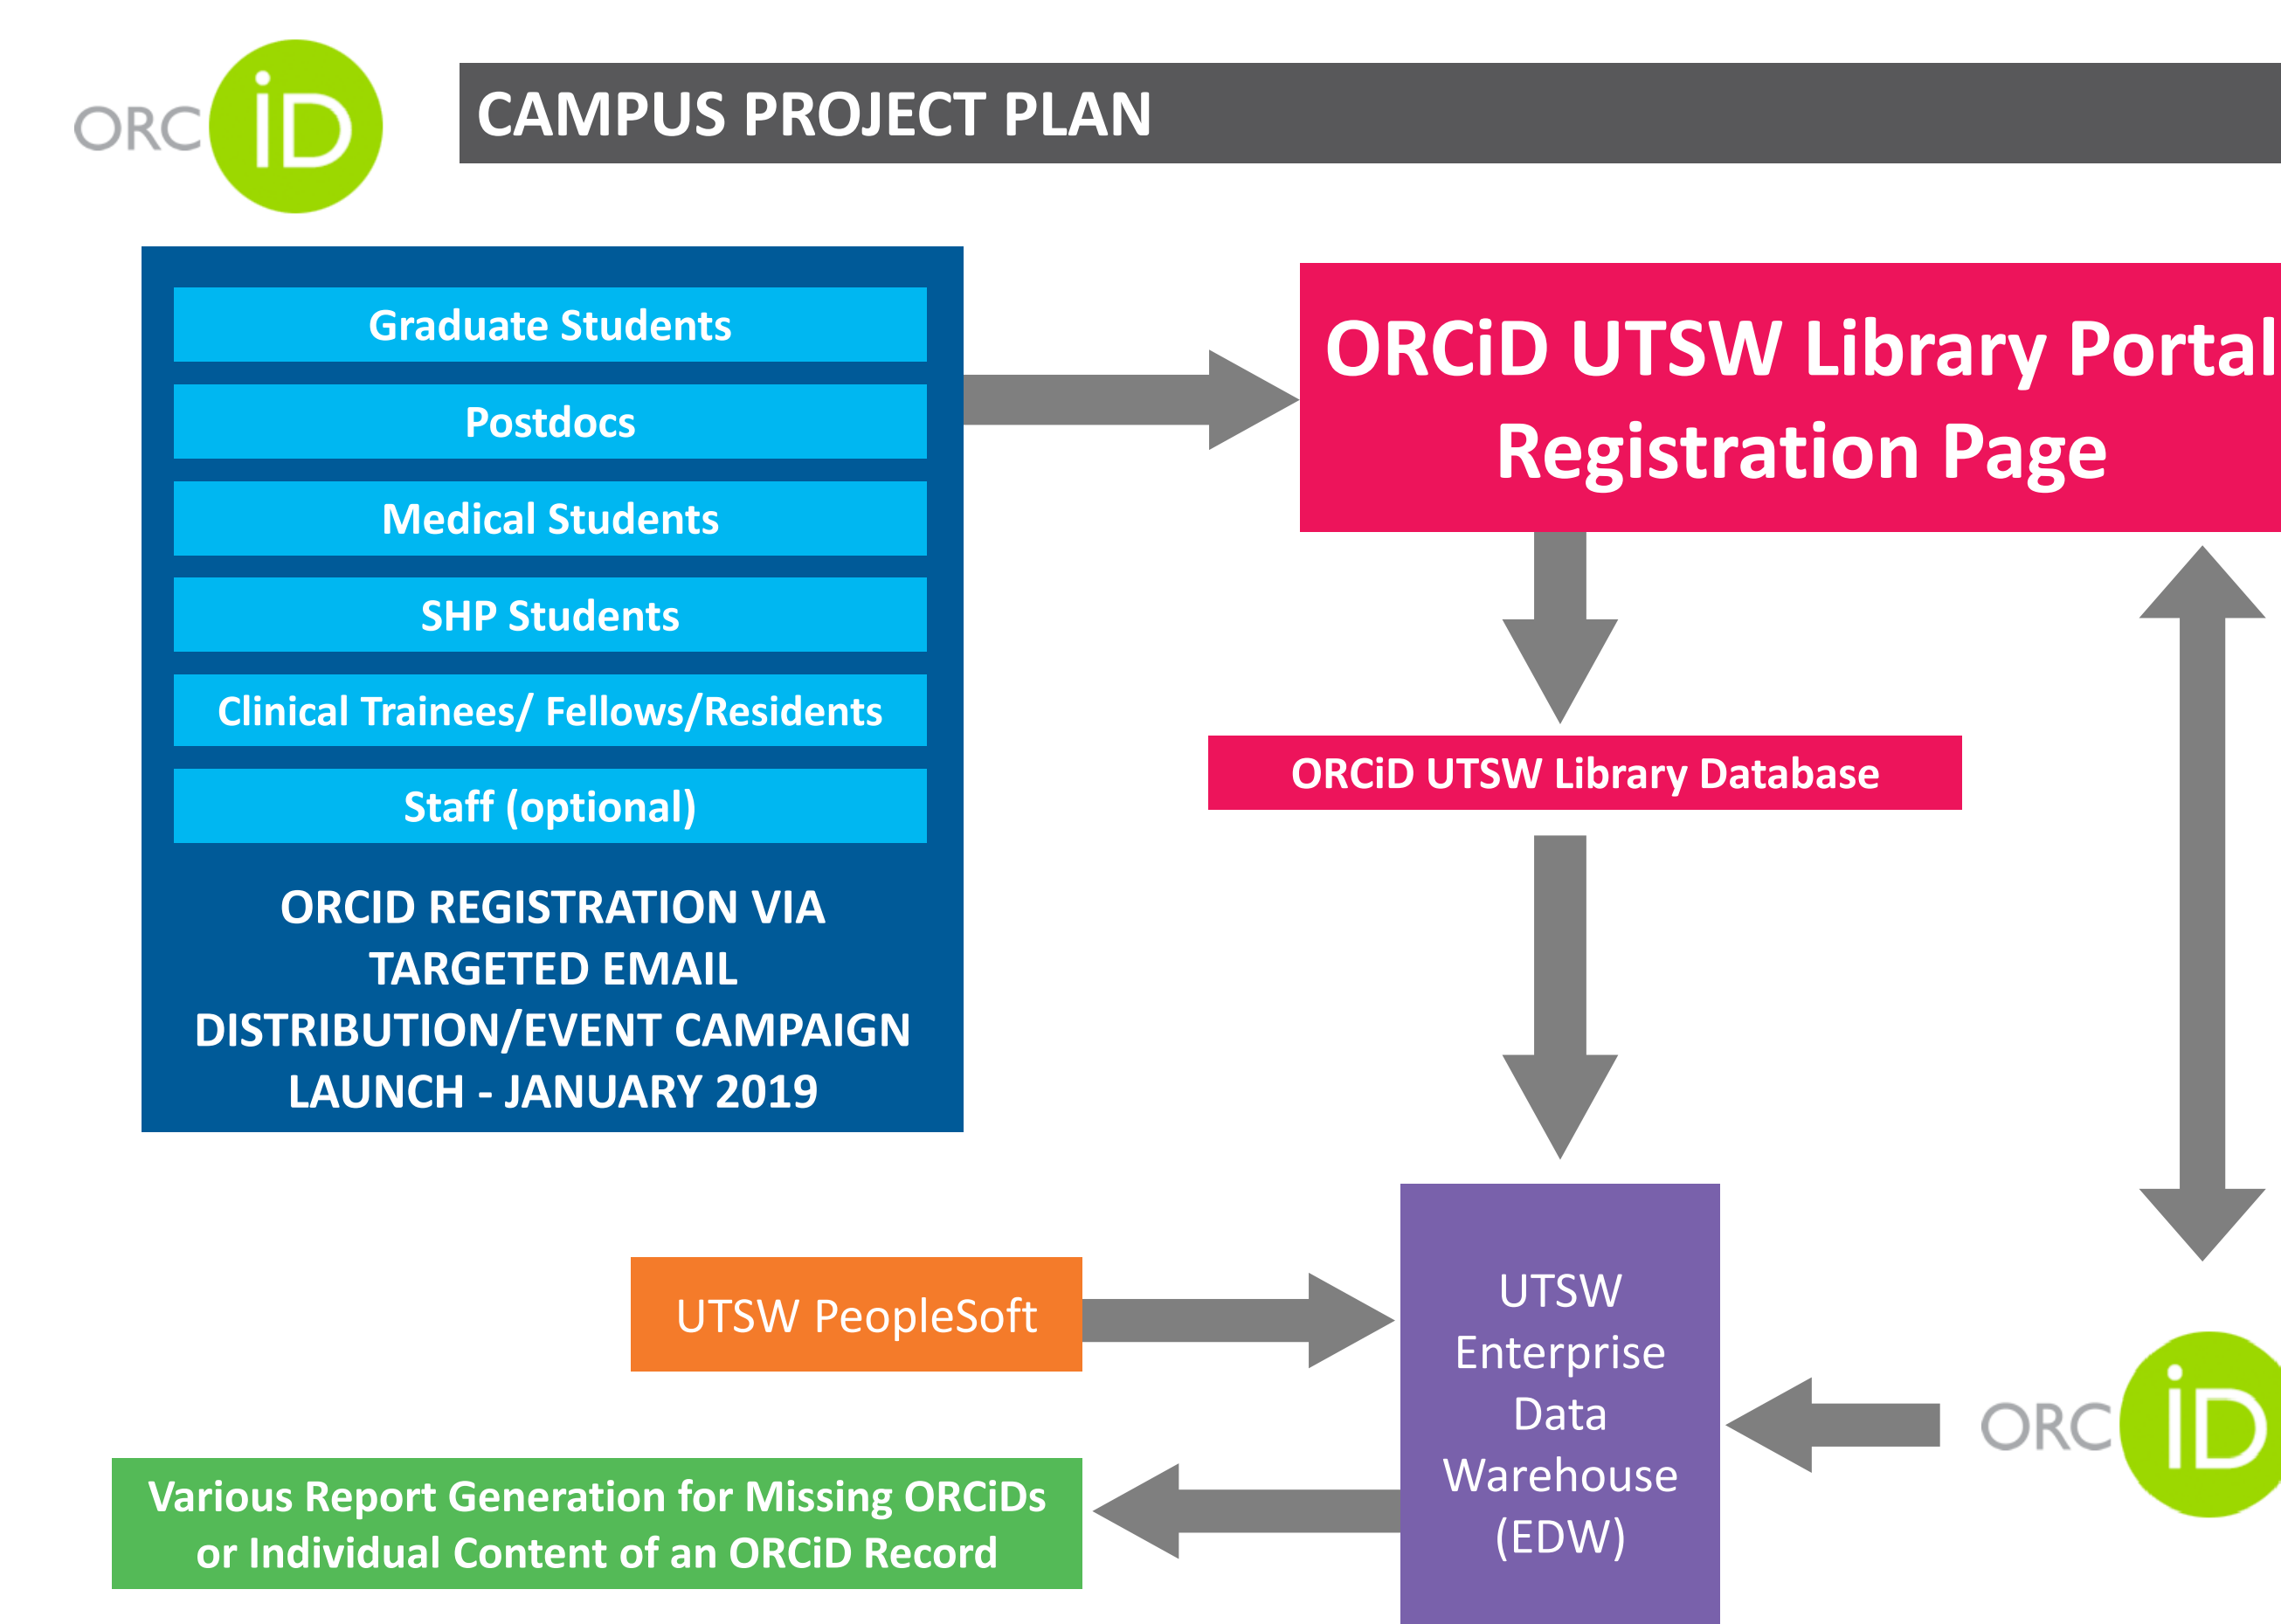 ORCiD
CAMPUS PROJECT PLAN
Graduate Students
Postdocs
Medical Students
SHP Students
Clinical Trainees/ Fellows/Residents
Staff (optional)
ORCID REGISTRATION VIA
TARGETED EMAIL
DISTRIBUTION/EVENT CAMPAIGN
LAUNCH - JANUARY 2019
ORCiD UTSW Library Portal
Registration Page
ORCiD UTSW Library Database
UTSW PeopleSoft
UTSW
Enterprise
Data
Warehouse
(EDW)
ORCiD
Various Report Generation for Missing ORCiDs
or Individual Content of an ORCiD Record